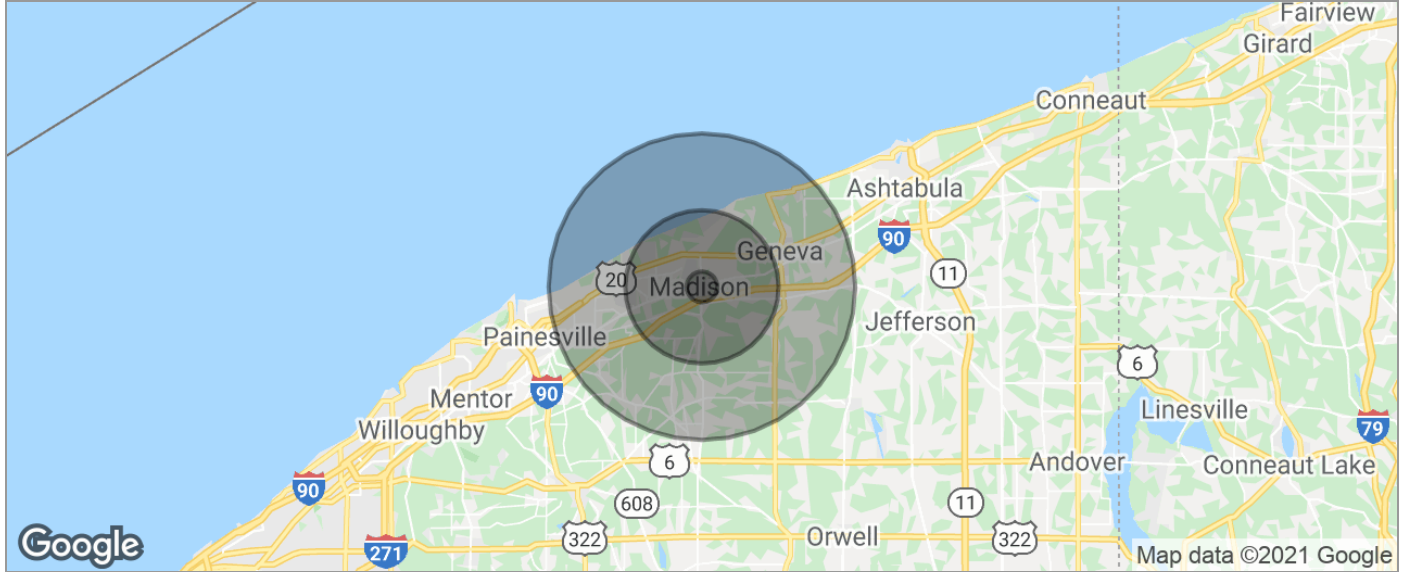 Fairview
Girard
Conneaut
Ashtabula
90
Geneva
11
20
Madison
Jefferson
Painesville
6
90
Mentor
Linesville
Willoughby
79
6
Andover
Conneaut Lake
90
608
11
Orwell
322
322
271
Google
Map data ©2021 Google